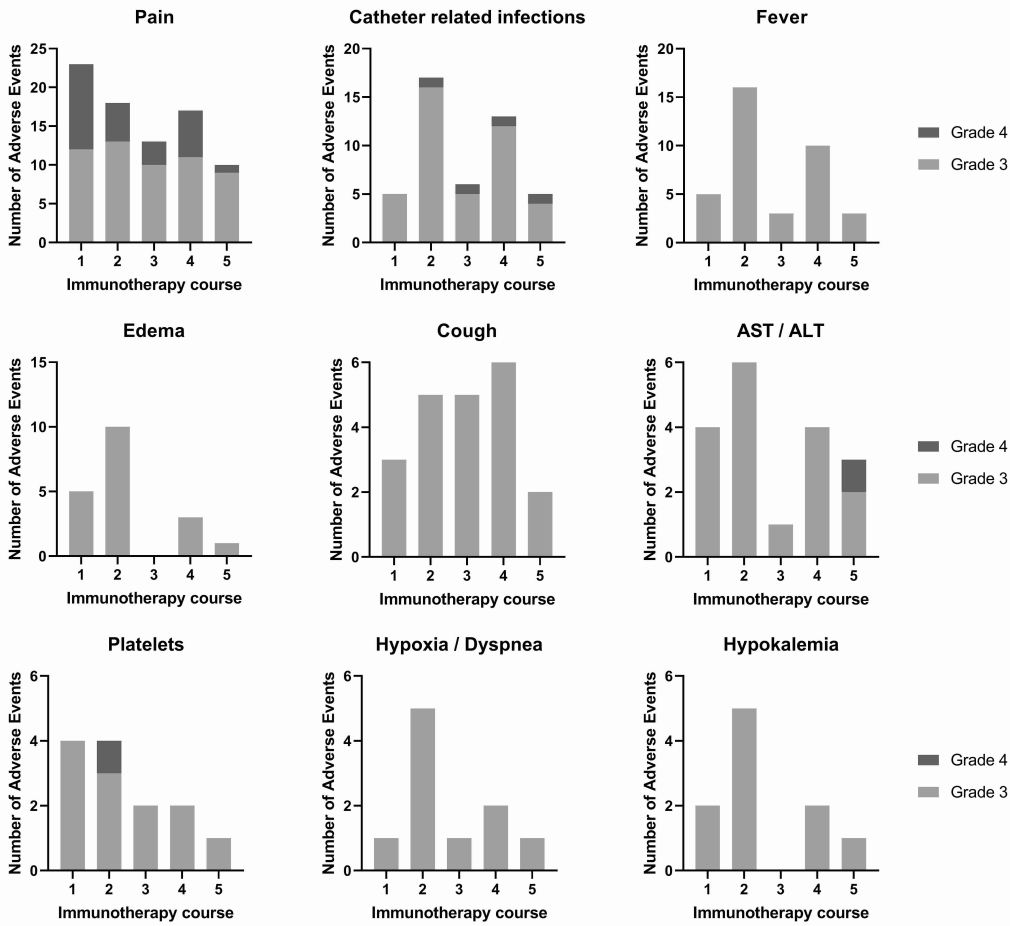 Pain
Number of Adverse Events
25
20
15
10
5
0
1 2 3 4 5
Immunotherapy course
Catheter related infections
Number of Adverse Events
20
15
10
5
0
1 2 3 4 5
Immunotherapy course
Fever
Number of Adverse Events
20
15
10
5
0
1 2 3 4 5
Immunotherapy course
Grade 4
Grade 3
Edema
Number of Adverse Events
15
10
5
0
1 2 3 4 5
Immunotherapy course
Cough
Number of Adverse Events
6
4
2
0
1 2 3 4 5
Immunotherapy course
AST / ALT
Number of Adverse Events
6
4
2
0
1 2 3 4 5
Immunotherapy course
Grade 4
Grade 3
Platelets
Number of Adverse Events
6
4
2
0
1 2 3 4 5
Immunotherapy course
Hypoxia / Dyspnea
Number of Adverse Events
6
4
2
0
1 2 3 4 5
Immunotherapy course
Hypokalemia
Number of Adverse Events
6
4
2
0
1 2 3 4 5
Immunotherapy course
Grade 4
Grade 3